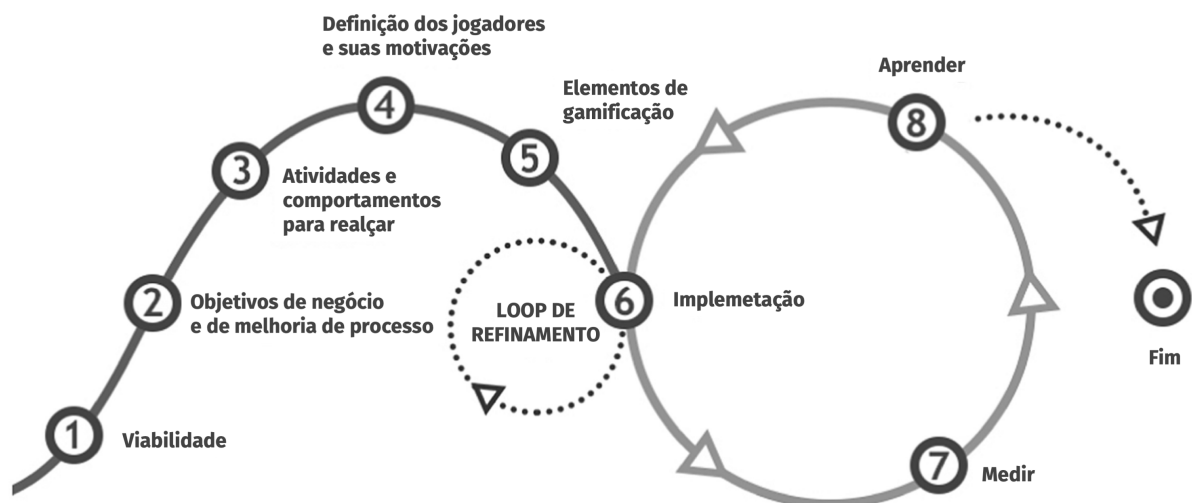 1
Viabilidade
2
Objetivos de negócio
e de melhoria de processo
3
Atividades e
comportamentos
para realçar
4
Definição dos jogadores
e suas motivações
5
Elementos de
gamificação
LOOP DE
REFINAMENTO
6
Implemetação
7
Medir
8
Aprender
Fim